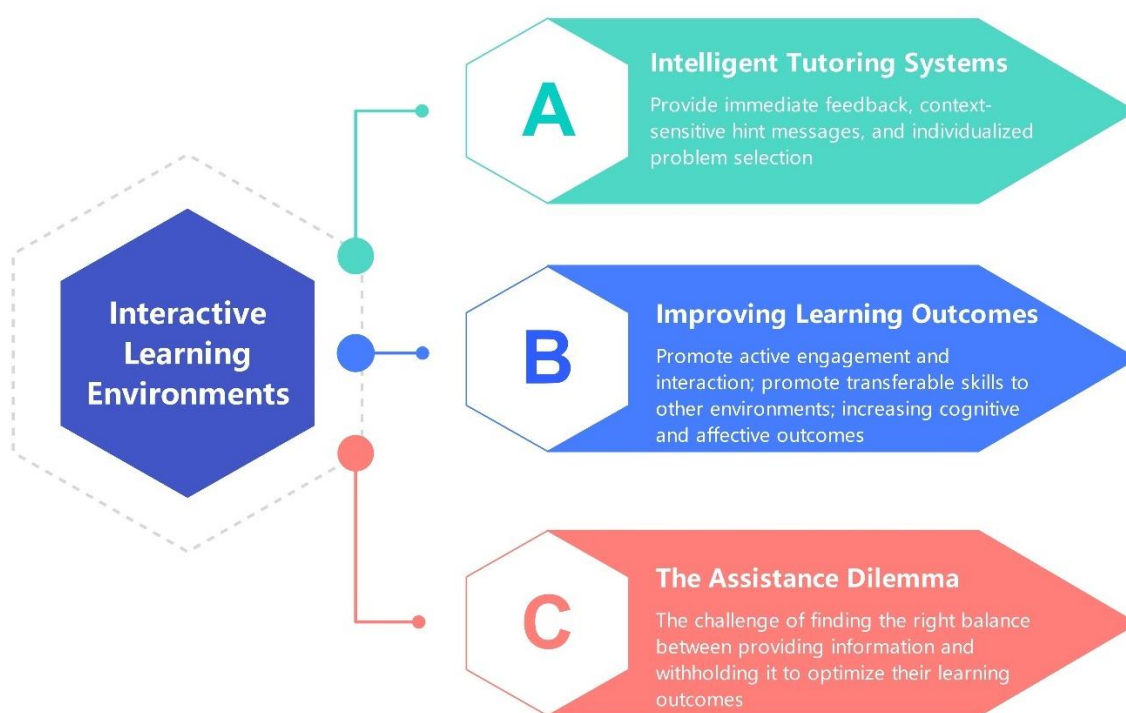 Interactive
Learning
Environments
A
Intelligent Tutoring Systems
Provide immediate feedback, context-
sensitive hint messages, and individualized
problem selection
B
Improving Learning Outcomes
Promote active engagement and
interaction; promote transferable skills to
other environments; increasing cognitive
and affective outcomes
C
The Assistance Dilemma
The challenge of finding the right balance
between providing information and
withholding it to optimize their learning
outcomes